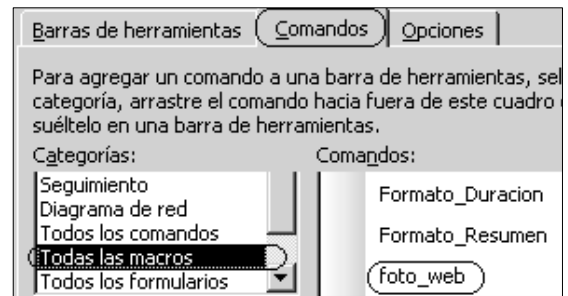 Barras de herramientas Comandos Opciones
Para agregar un comando a una barra de herramientas, sel
categoría, arrastre el comando hacia fuera de este cuadro
suéltelo en una barra de herramientas.
Categorías: Comandos:
Seguimiento
Diagrama de red
Todos los comandos
Todas las macros
Todos los formularios
Formato_Duracion
Formato_Resumen
foto_web